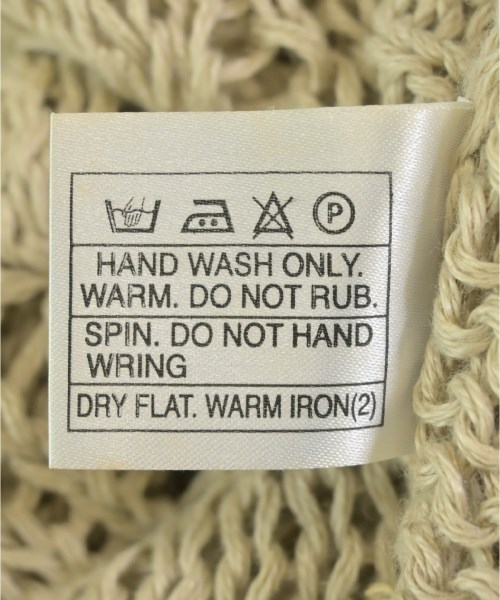 P
HAND WASH ONLY.
WARM. DO NOT RUB.
SPIN. DO NOT HAND
WRING
DRY FLAT. WARM IRON(2)